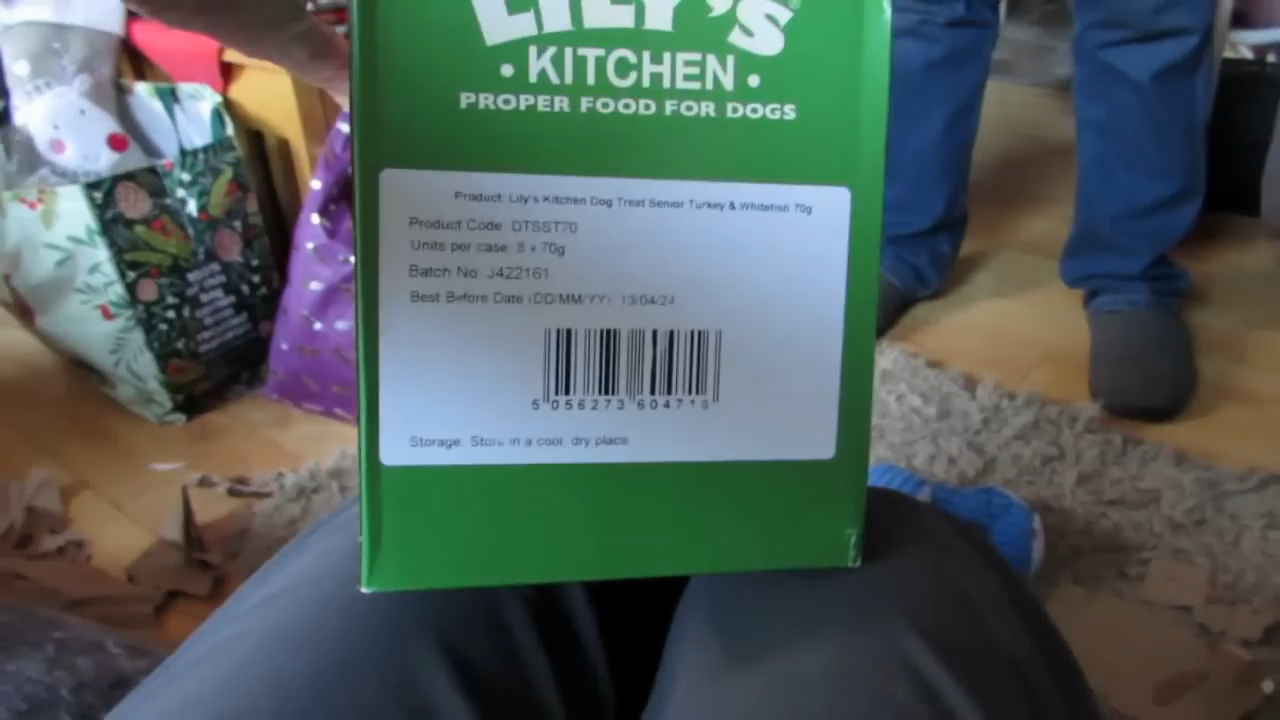 LILY'S®
• KITCHEN •
PROPER FOOD FOR DOGS
Product: Lily's Kitchen Dog Treat Senior Turkey & Whitefish 70g
Product Code: DTSST70
Units per case: 8 x 70g
Batch No: J422161
Best Before Date (DD/MM/YY): 13/04/24
5 056273 604718
Storage: Store in a cool, dry place